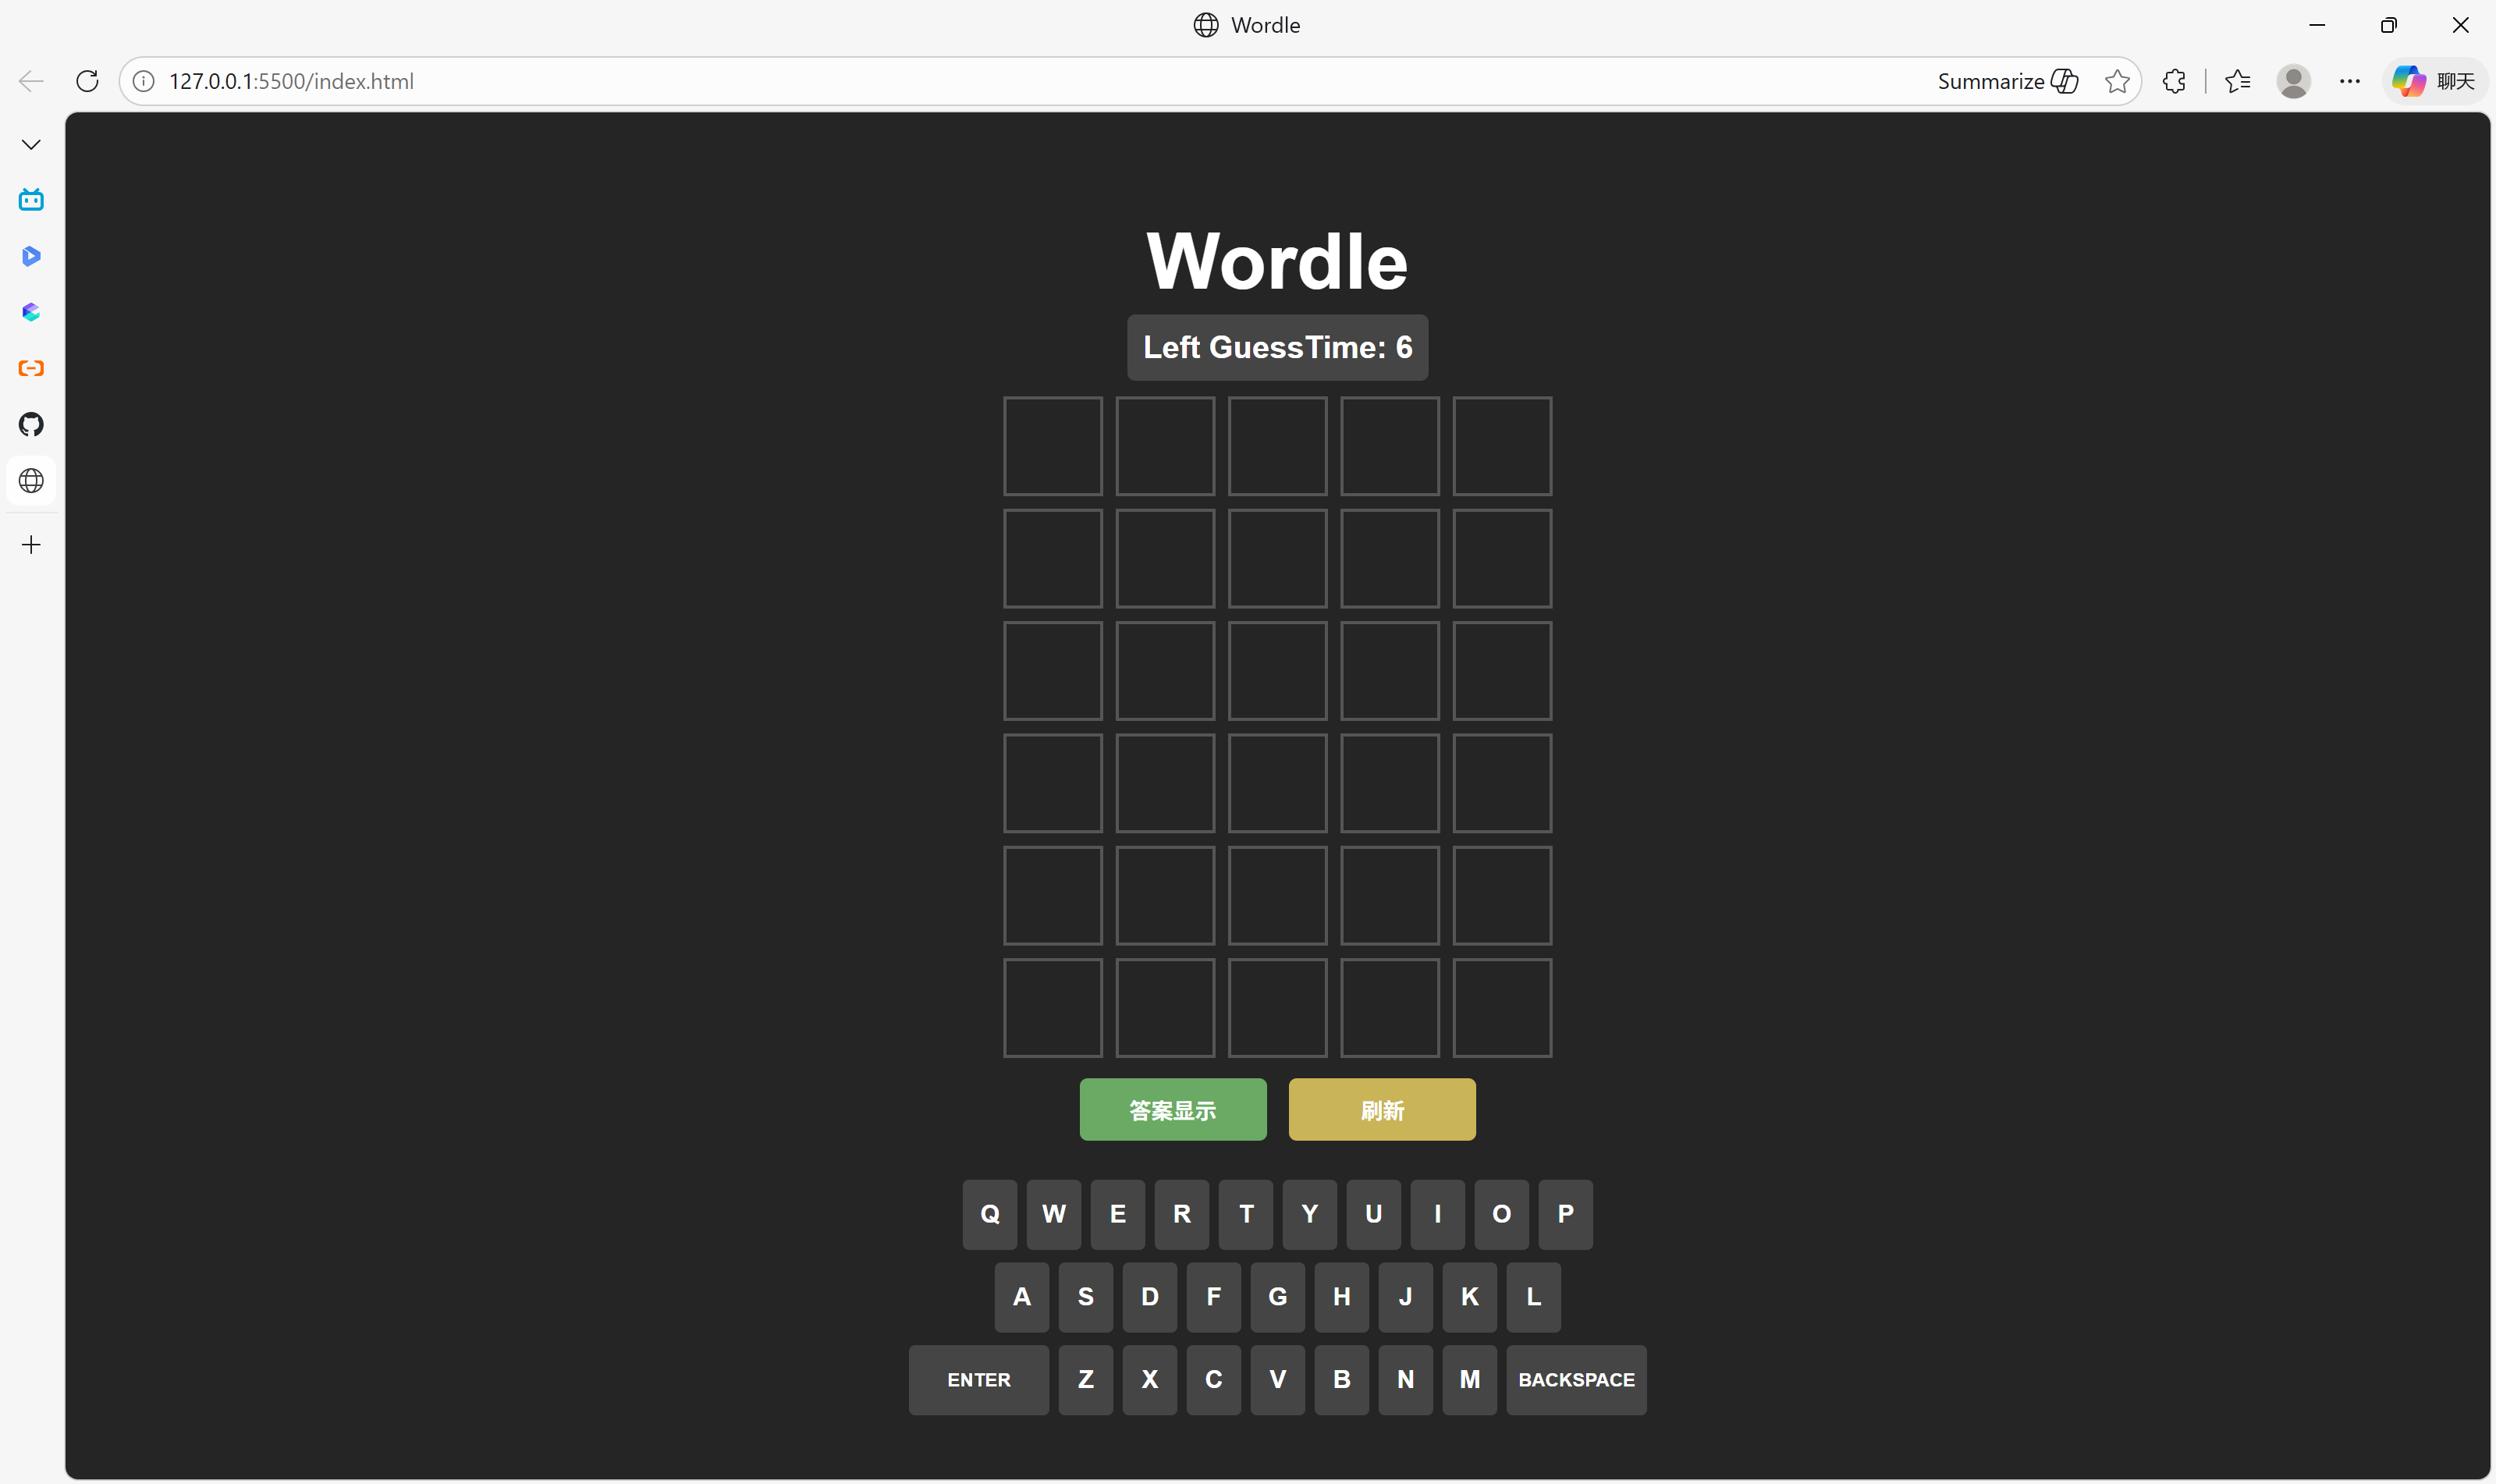 Wordle
127.0.0.1:5500/index.html
Summarize
聊天
Wordle
Left GuessTime: 6
答案显示
刷新
Q W E R T Y U I O P
A S D F G H J K L
ENTER Z X C V B N M BACKSPACE